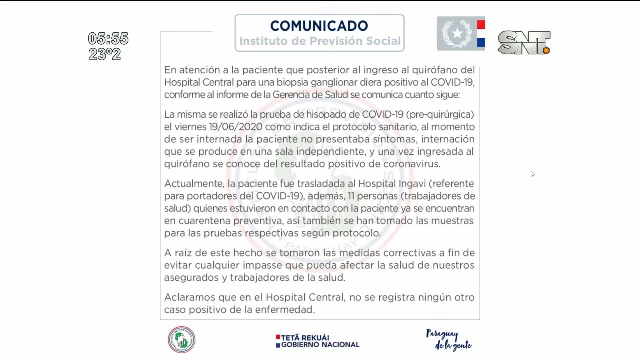 05:55
23°2
COMUNICADO
Instituto de Previsión Social
SNT
En atención a la paciente que posterior al ingreso al quirófano del
Hospital Central para una biopsia ganglionar diera positivo al COVID-19,
conforme al informe de la Gerencia de Salud se comunica cuanto sigue:
La misma se realizó la prueba de hisopado de COVID-19 (pre-quirúrgica)
el viernes 19/06/2020 como indica el protocolo sanitario, al momento
de ser internada la paciente no presentaba síntomas, internación
que se produce en una sala independiente, y una vez ingresada al
quirófano se conoce del resultado positivo de coronavirus.
Actualmente, la paciente fue trasladada al Hospital Ingavi (referente
para portadores del COVID-19), además, 11 personas (trabajadores de
salud) quienes estuvieron en contacto con la paciente ya se encuentran
en cuarentena preventiva, así también se han tomado las muestras
para las pruebas respectivas según protocolo.
A raíz de este hecho se tomaron las medidas correctivas a fin de
evitar cualquier impasse que pueda afectar la salud de nuestros
asegurados y trabajadores de la salud.
Aclaramos que en el Hospital Central, no se registra ningún otro
caso positivo de la enfermedad.
TETÃ REKUÁI
GOBIERNO NACIONAL
Paraguay
de la gente